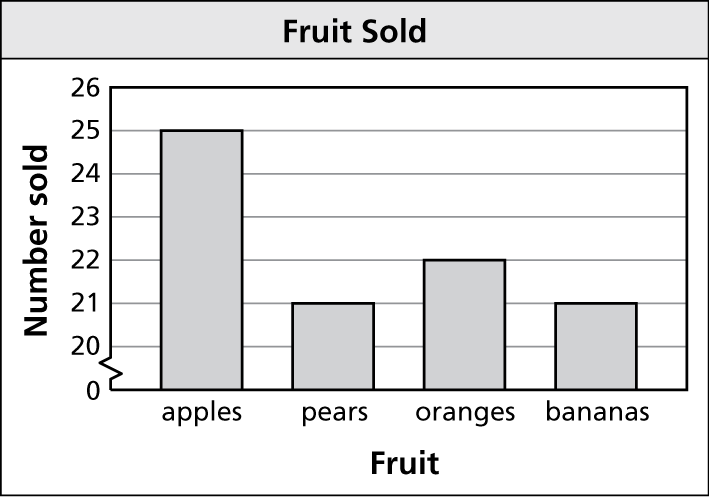 Fruit Sold
Number sold
26
25
24
23
22
21
20
0
apples pears oranges bananas
Fruit